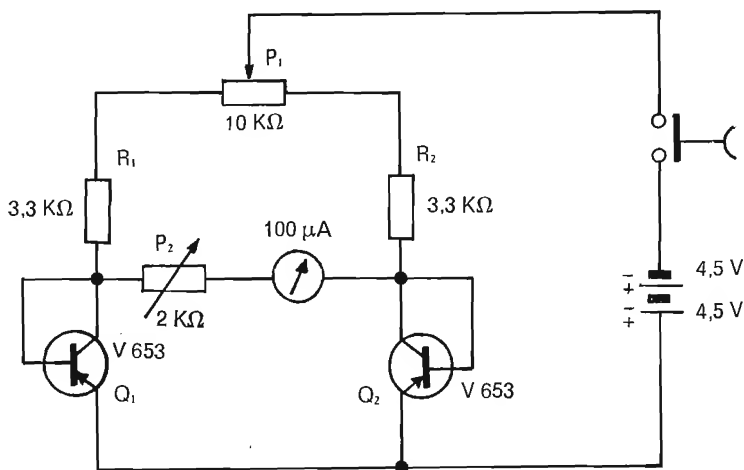 P₁
10 KΩ
R₁
R₂
3,3 KΩ
3,3 KΩ
100 µA
P₂
2 KΩ
−
+
−
+
4,5 V
4,5 V
V 653
Q₁
Q₂
V 653